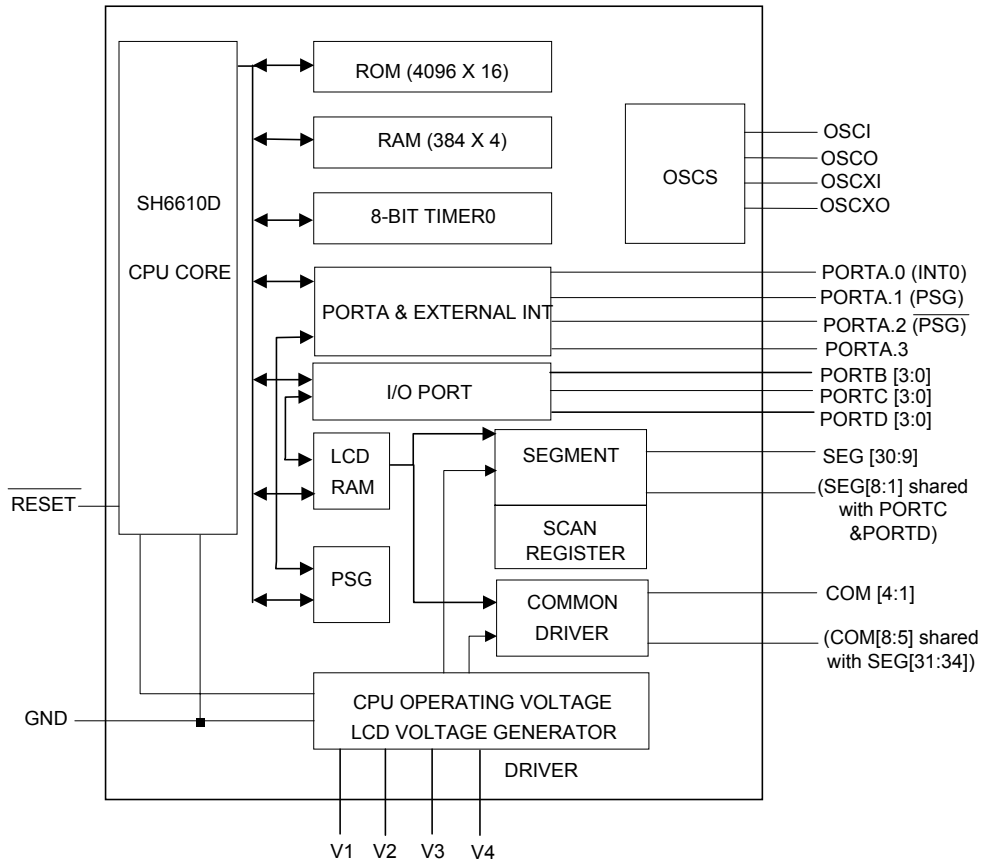 ROM (4096 X 16)
RAM (384 X 4)
8-BIT TIMER0
SH6610D
CPU CORE
OSCS
OSCI
OSCO
OSCXI
OSCXO
PORTA & EXTERNAL INT
PORTA.0 (INT0)
PORTA.1 (PSG)
PORTA.2 (PSG)
PORTA.3
I/O PORT
PORTB [3:0]
PORTC [3:0]
PORTD [3:0]
LCD
RAM
SEGMENT
SCAN
REGISTER
SEG [30:9]
(SEG[8:1] shared
with PORTC
&PORTD)
RESET
PSG
COMMON
DRIVER
COM [4:1]
(COM[8:5] shared
with SEG[31:34])
GND
CPU OPERATING VOLTAGE
LCD VOLTAGE GENERATOR
DRIVER
V1
V2
V3
V4